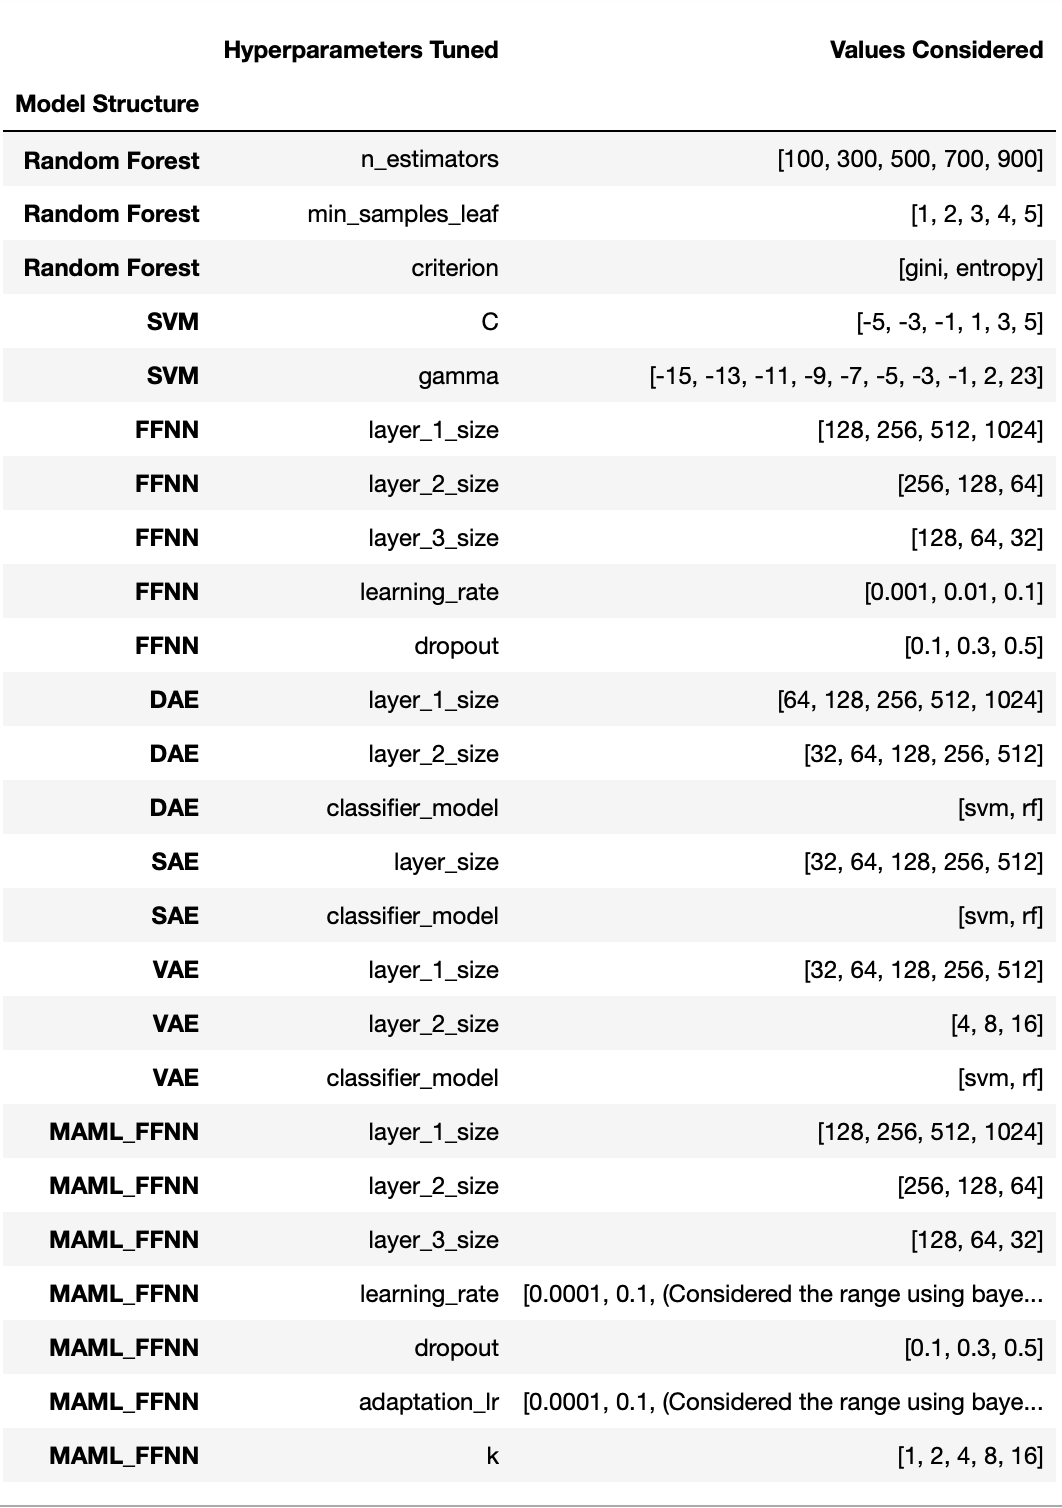 Hyperparameters Tuned Values Considered
Model Structure
Random Forest n_estimators [100, 300, 500, 700, 900]
Random Forest min_samples_leaf [1, 2, 3, 4, 5]
Random Forest criterion [gini, entropy]
SVM C [-5, -3, -1, 1, 3, 5]
SVM gamma [-15, -13, -11, -9, -7, -5, -3, -1, 2, 23]
FFNN layer_1_size [128, 256, 512, 1024]
FFNN layer_2_size [256, 128, 64]
FFNN layer_3_size [128, 64, 32]
FFNN learning_rate [0.001, 0.01, 0.1]
FFNN dropout [0.1, 0.3, 0.5]
DAE layer_1_size [64, 128, 256, 512, 1024]
DAE layer_2_size [32, 64, 128, 256, 512]
DAE classifier_model [svm, rf]
SAE layer_size [32, 64, 128, 256, 512]
SAE classifier_model [svm, rf]
VAE layer_1_size [32, 64, 128, 256, 512]
VAE layer_2_size [4, 8, 16]
VAE classifier_model [svm, rf]
MAML_FFNN layer_1_size [128, 256, 512, 1024]
MAML_FFNN layer_2_size [256, 128, 64]
MAML_FFNN layer_3_size [128, 64, 32]
MAML_FFNN learning_rate [0.0001, 0.1, (Considered the range using baye...
MAML_FFNN dropout [0.1, 0.3, 0.5]
MAML_FFNN adaptation_lr [0.0001, 0.1, (Considered the range using baye...
MAML_FFNN k [1, 2, 4, 8, 16]